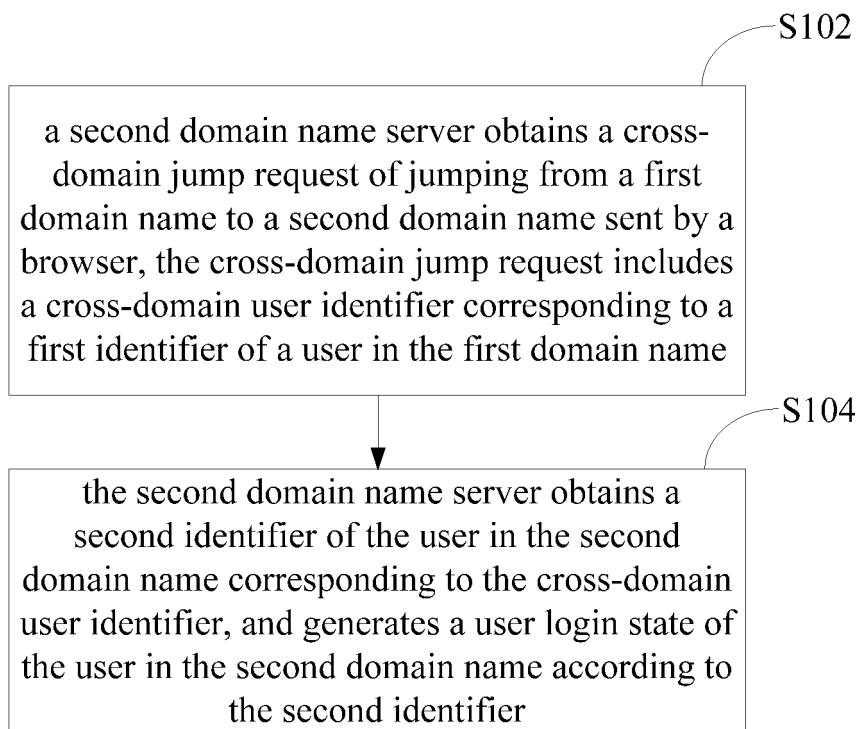 S102
a second domain name server obtains a cross-
domain jump request of jumping from a first
domain name to a second domain name sent by a
browser, the cross-domain jump request includes
a cross-domain user identifier corresponding to a
first identifier of a user in the first domain name
S104
the second domain name server obtains a
second identifier of the user in the second
domain name corresponding to the cross-domain
user identifier, and generates a user login state of
the user in the second domain name according to
the second identifier